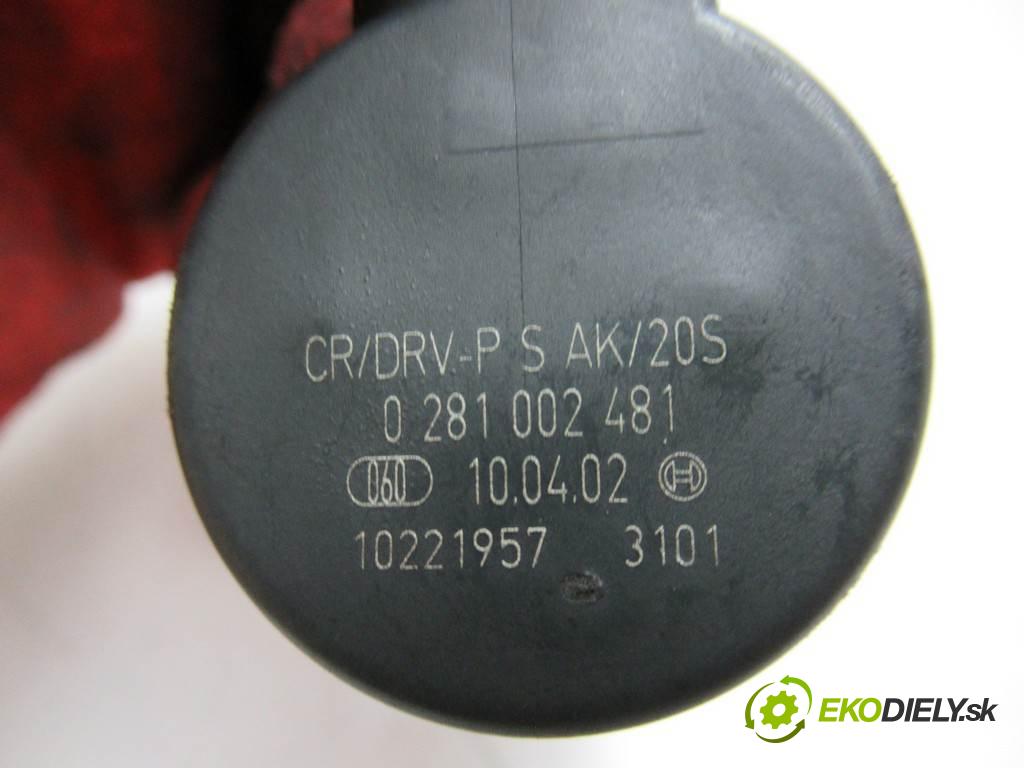 CR/DRV-P S AK/20S
0 281 002 481
060 10.04.02
10221957 3101
EKODIELY.sk